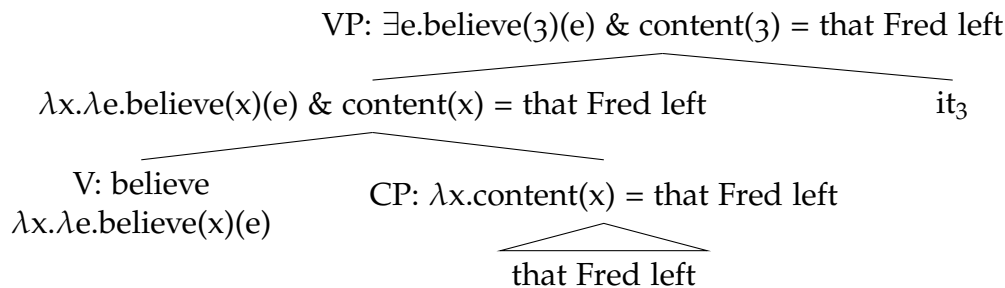 VP: ∃e.believe(3)(e) & content(3) = that Fred left
λx.λe.believe(x)(e) & content(x) = that Fred left
it₃
V: believe
CP: λx.content(x) = that Fred left
λx.λe.believe(x)(e)
that Fred left